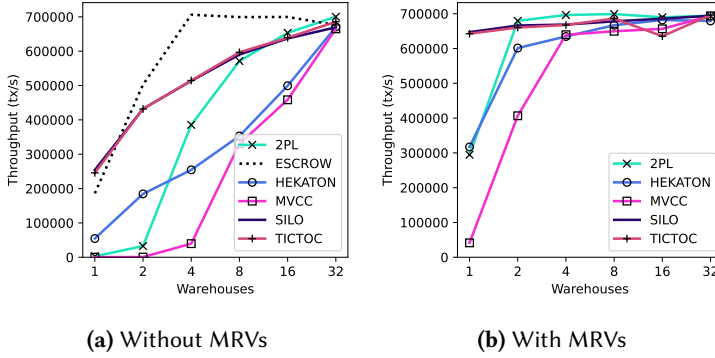 700000
600000
500000
400000
300000
200000
100000
0
Throughput (tx/s)
1 2 4 8 16 32
Warehouses
2PL
ESCROW
HEKATON
MVCC
SILO
TICTOC
(a) Without MRVs
700000
600000
500000
400000
300000
200000
100000
0
Throughput (tx/s)
1 2 4 8 16 32
Warehouses
2PL
HEKATON
MVCC
SILO
TICTOC
(b) With MRVs